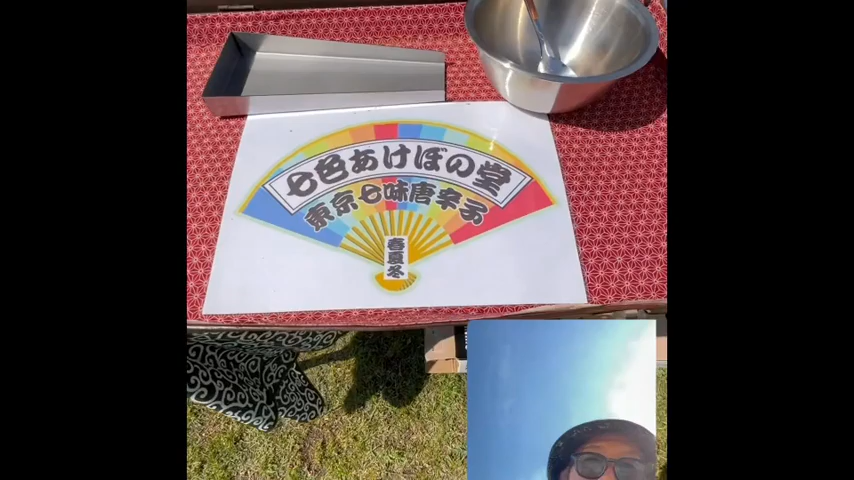 七色あけぼの堂
東京七味唐辛子
春夏冬